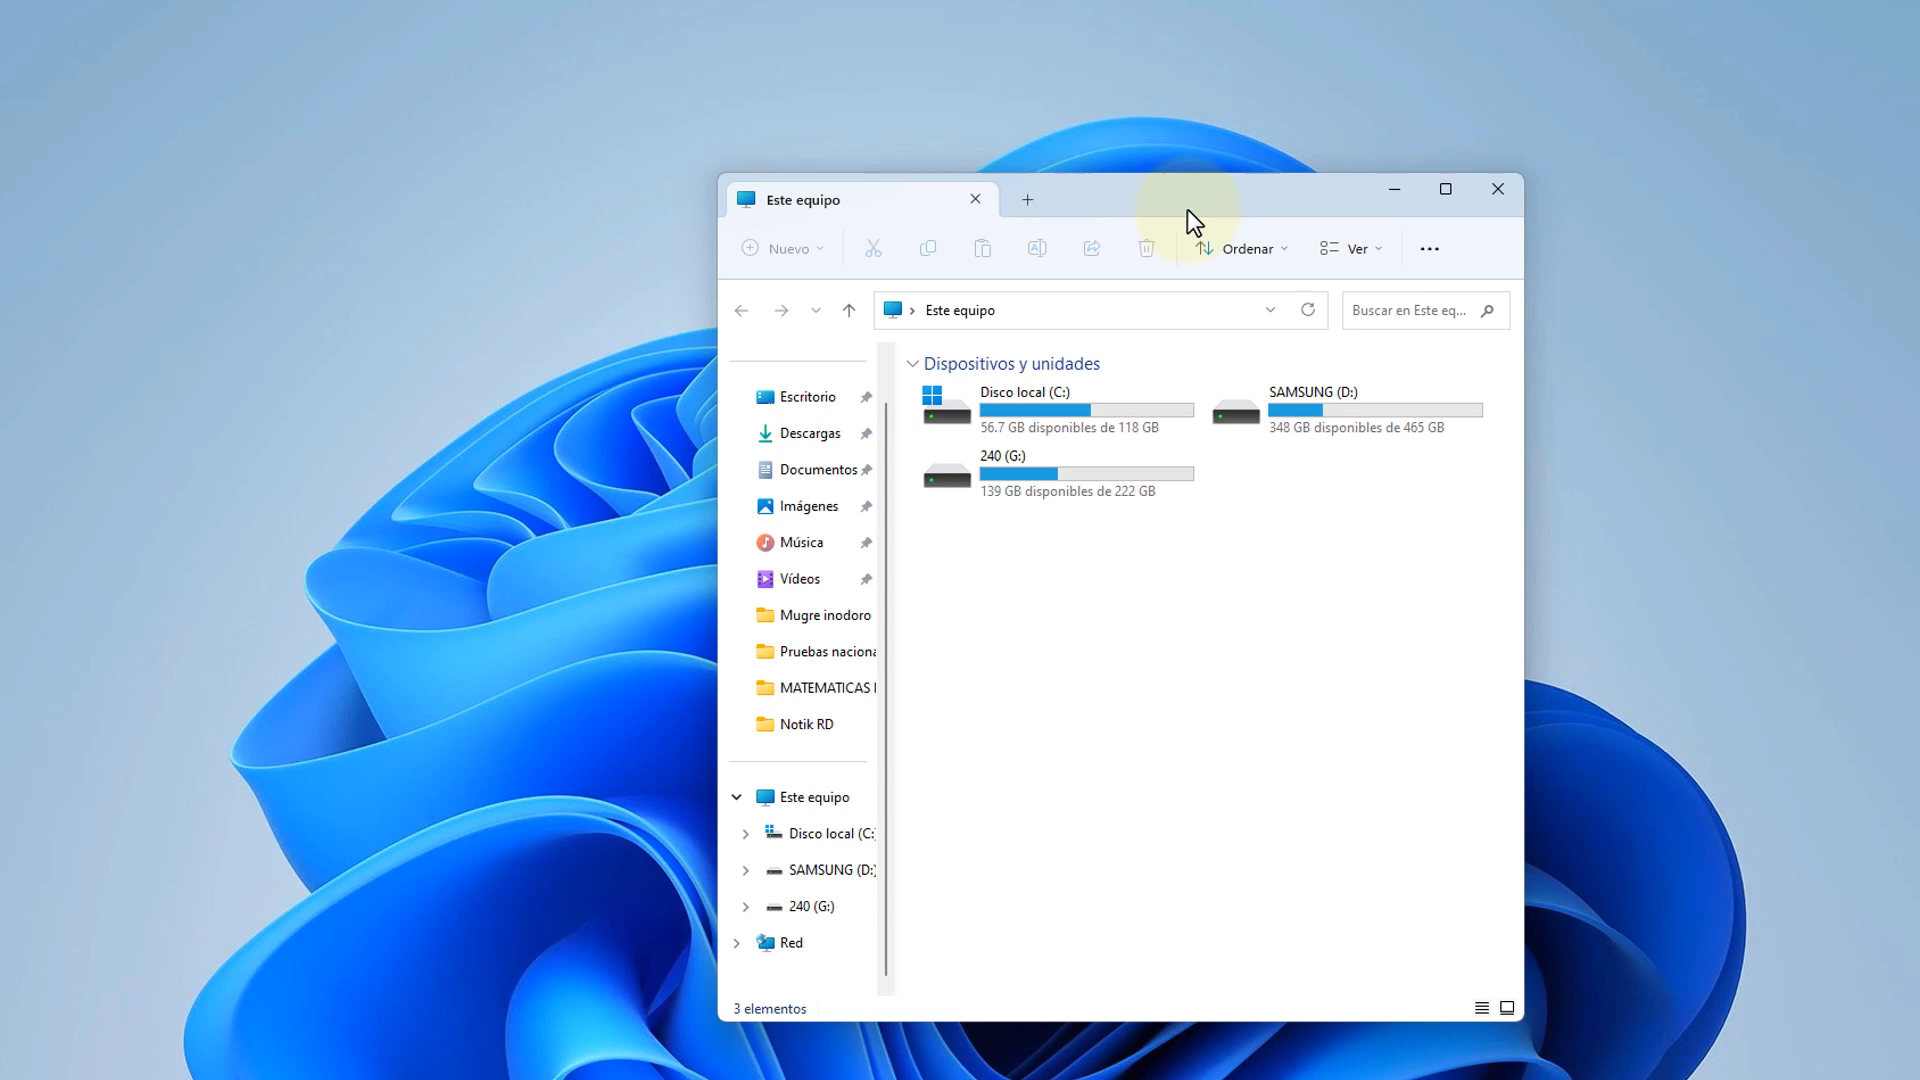 Este equipo
Nuevo
Ordenar
Ver
Este equipo
Buscar en Este eq...
Escritorio
Descargas
Documentos
Imágenes
Música
Vídeos
Mugre inodoro
Pruebas naciona
MATEMATICAS
Notik RD
Este equipo
Disco local (C:)
SAMSUNG (D:)
240 (G:)
Red
Dispositivos y unidades
Disco local (C:)
56.7 GB disponibles de 118 GB
SAMSUNG (D:)
348 GB disponibles de 465 GB
240 (G:)
139 GB disponibles de 222 GB
3 elementos